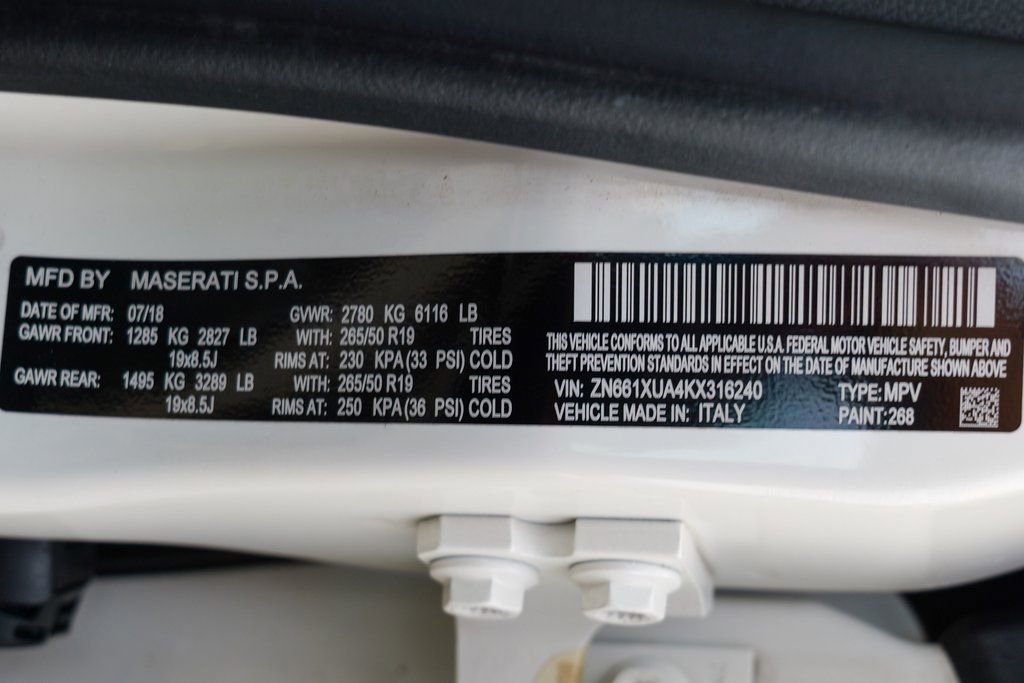 MFD BY MASERATI S.P.A.
DATE OF MFR: 07/18 GVWR: 2780 KG 6116 LB
GAWR FRONT: 1285 KG 2827 LB WITH: 265/50 R19 TIRES
19x8.5J RIMS AT: 230 KPA (33 PSI) COLD
GAWR REAR: 1495 KG 3289 LB WITH: 265/50 R19 TIRES
19x8.5J RIMS AT: 250 KPA (36 PSI) COLD
THIS VEHICLE CONFORMS TO ALL APPLICABLE U.S.A. FEDERAL MOTOR VEHICLE SAFETY, BUMPER AND
THEFT PREVENTION STANDARDS IN EFFECT ON THE DATE OF MANUFACTURE SHOWN ABOVE
VIN: ZN661XUA4KX316240 TYPE: MPV
VEHICLE MADE IN: ITALY PAINT: 268